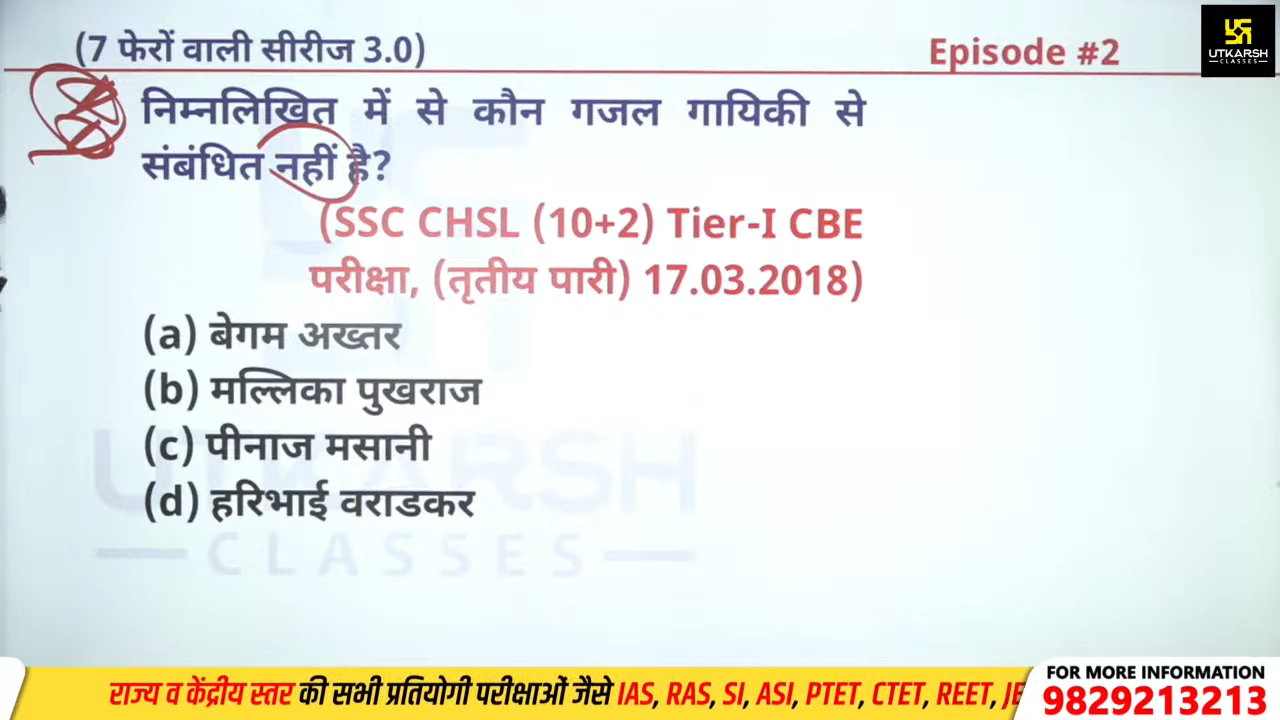 (7 फेरों वाली सीरीज 3.0)
Episode #2
UTKARSH
CLASSES
निम्नलिखित में से कौन गजल गायिकी से
संबंधित नहीं है?
(SSC CHSL (10+2) Tier-I CBE
परीक्षा, (तृतीय पारी) 17.03.2018)
(a) बेगम अख्तर
(b) मल्लिका पुखराज
(c) पीनाज मसानी
(d) हरिभाई वराडकर
UTKARSH
CLASSES
राज्य व केंद्रीय स्तर की सभी प्रतियोगी परीक्षाओं जैसे IAS, RAS, SI, ASI, PTET, CTET, REET,
FOR MORE INFORMATION
9829213213